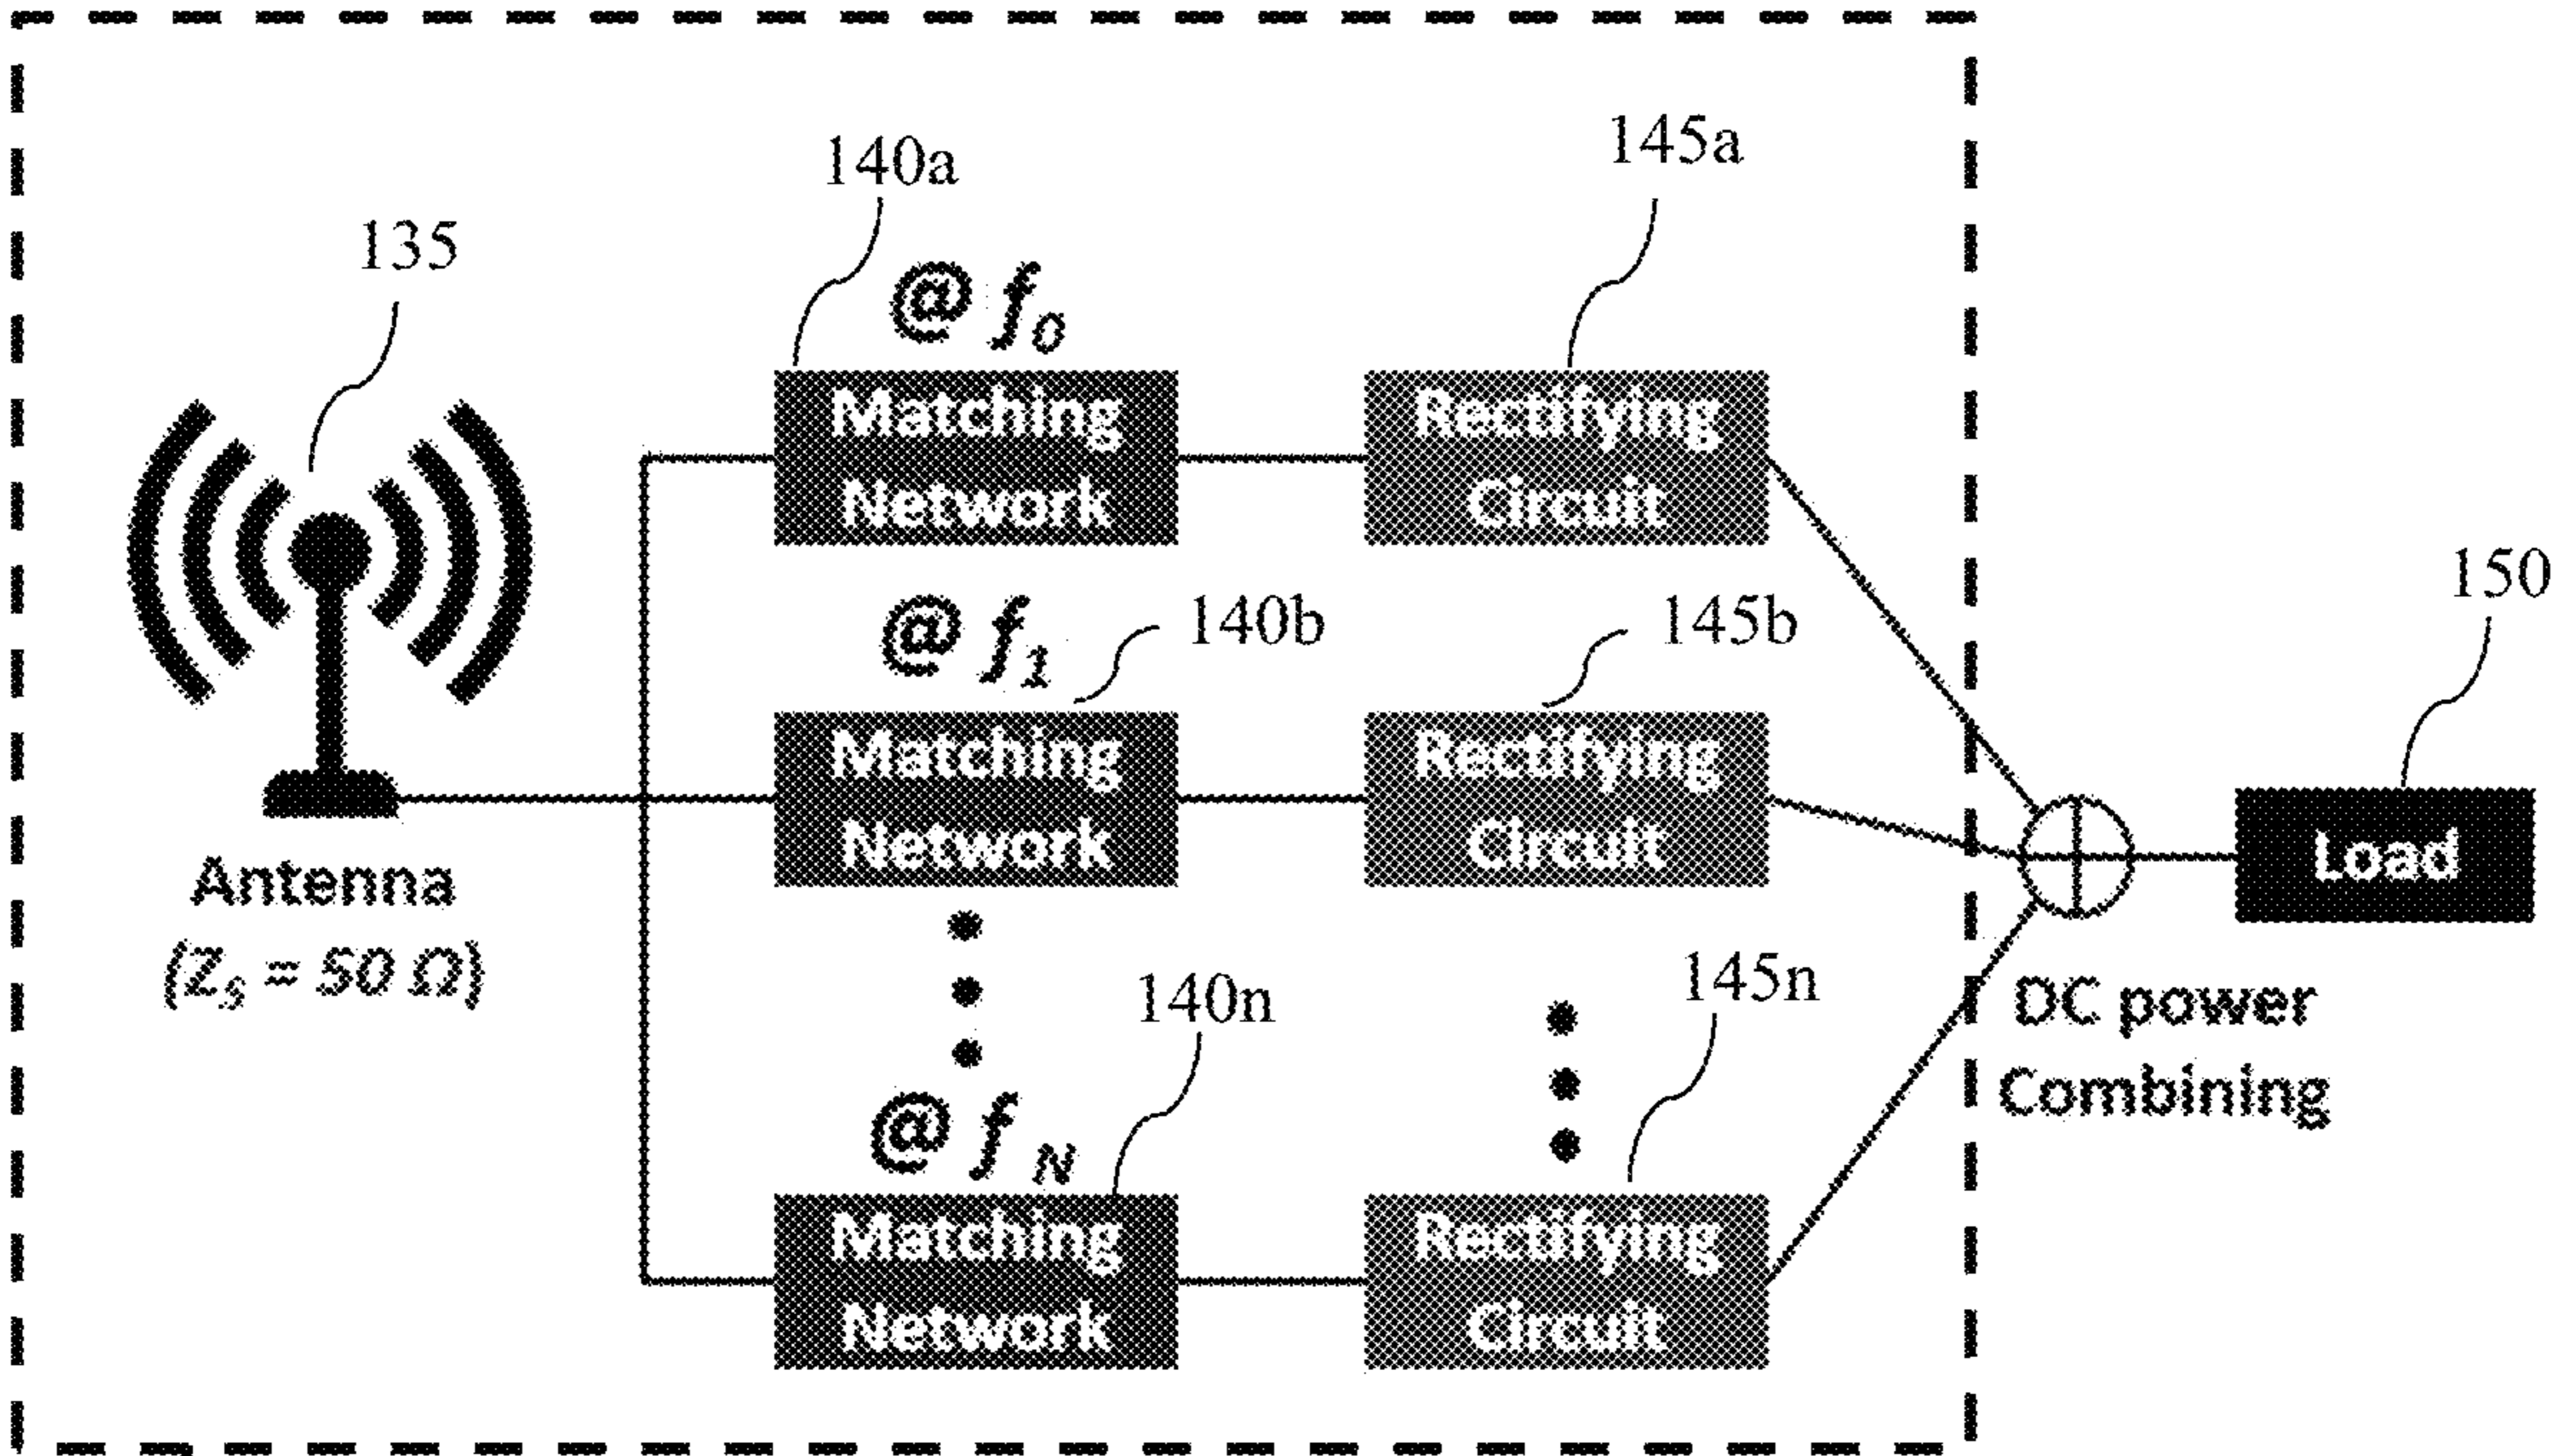 140a
145a
135
@ f0
Matching
Network
Rectifying
Circuit
150
@ f1
140b
145b
Matching
Network
Rectifying
Circuit
Load
Antenna
(ZS = 50 Ω)
140n
145n
DC power
Combining
@ f N
Matching
Network
Rectifying
Circuit